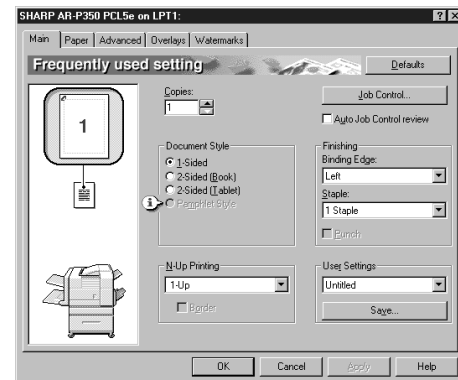 SHARP AR-P350 PCL5e on LPT1:
Main Paper Advanced Overlays Watermarks
Frequently used setting
Defaults
1
Copies:
1
Job Control...
Auto Job Control review
Document Style
1-Sided
2-Sided (Book)
2-Sided (Tablet)
Pamphlet Style
Finishing
Binding Edge:
Left
Staple:
1 Staple
Punch
N-Up Printing
1-Up
Border
User Settings
Untitled
Save...
OK Cancel Apply Help